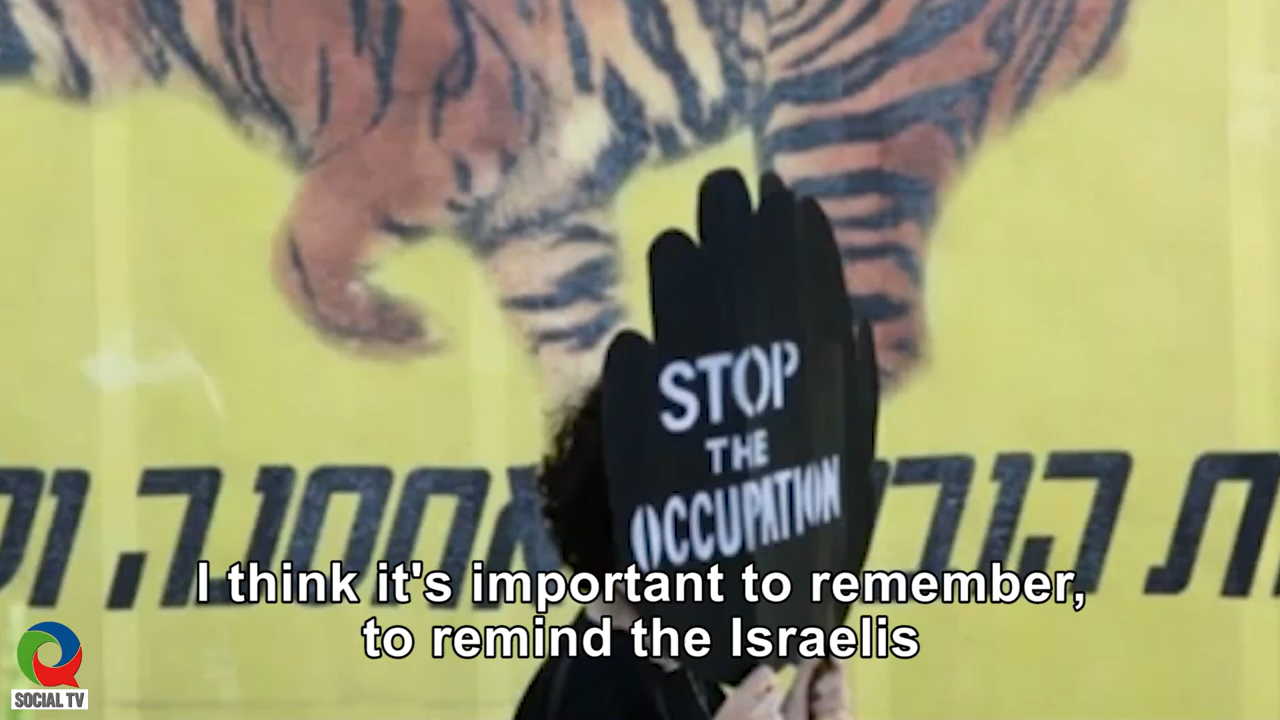 STOP
THE
OCCUPATION
I think it's important to remember,
to remind the Israelis
SOCIAL TV